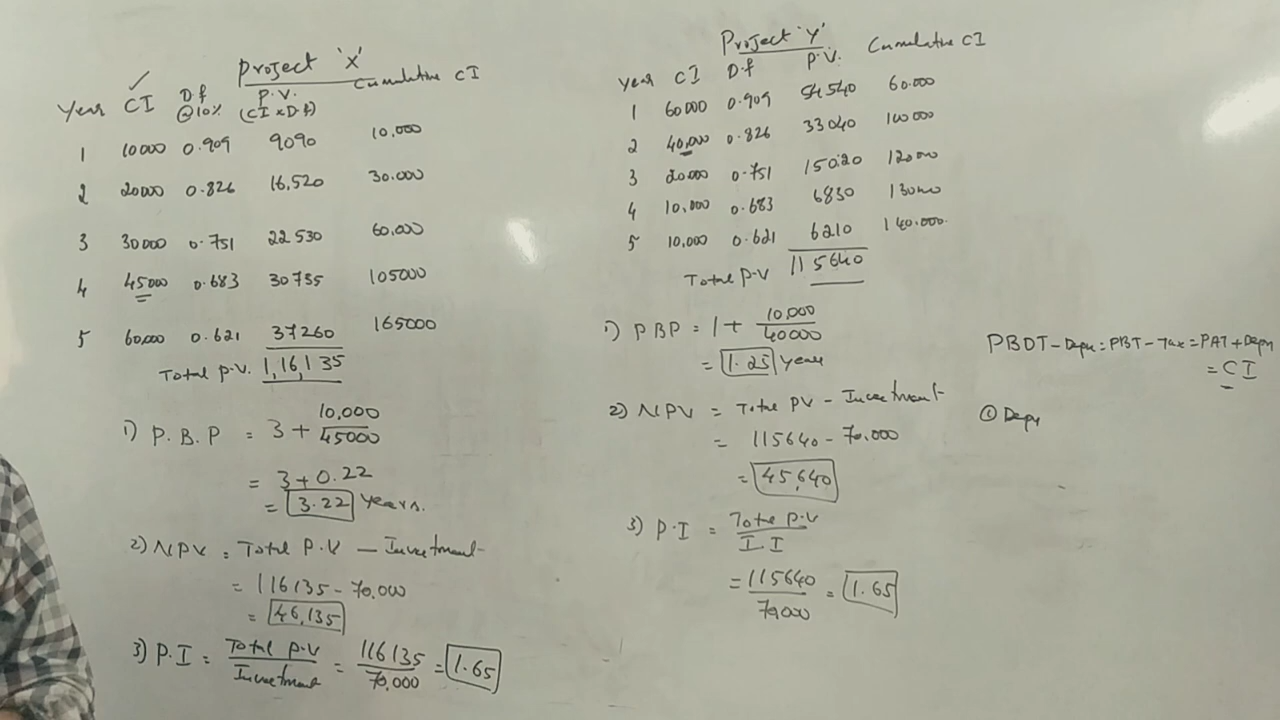 Project 'X'
Year CI D.f @10% P.V. (CI x D.f) Cumulative CI
1 10000 0.909 9090 10,000
2 20000 0.826 16,520 30.000
3 30000 0.751 22530 60,000
4 45000 0.683 30735 105000
5 60,000 0.621 37260 165000
Total p.v. 1,16,135
1) P.B.P = 3 + 10,000/45000
= 3 + 0.22
= 3.22 Years.
2) NPV = Total P.V – Investment
= 116135 - 70,000
= 46,135
3) P.I = Total p.v/Investment = 116135/70,000 = 1.65
Project 'Y'
Year CI D.f P.V. Cumulative CI
1 60000 0.909 54540 60.000
2 40,000 0.826 33040 100000
3 20000 0.751 15020 120000
4 10,000 0.683 6830 130000
5 10,000 0.621 6210 140.000
Total P.V 115640
1) PBP = 1 + 10,000/40000
= 1.25 Years
2) NPV = Total PV - Investment
= 115640 - 70,000
= 45,640
3) P.I = Total p.v/I.I
= 115640/70,000 = 1.65
PBDT - Depn = PBT - Tax = PAT + Depn
= CI
① Depn